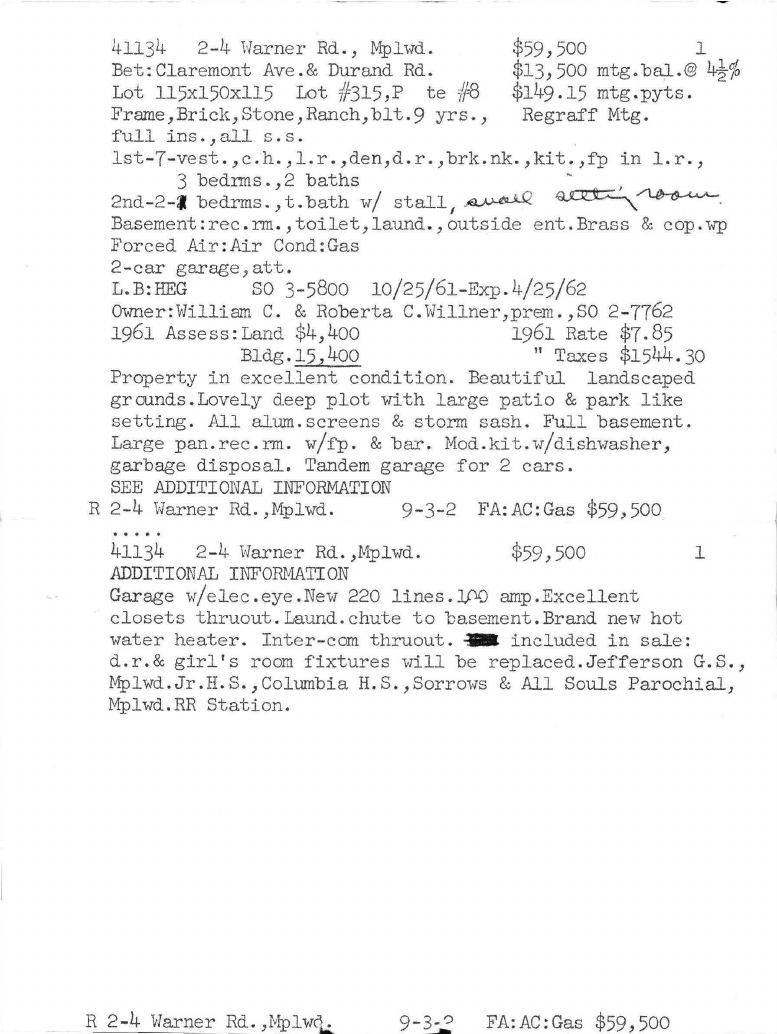 41134 2-4 Warner Rd., Mplwd. $59,500 1
Bet:Claremont Ave.& Durand Rd. $13,500 mtg.bal.@ 4½%
Lot 115x150x115 Lot #315,P te #8 $149.15 mtg.pyts.
Frame,Brick,Stone,Ranch,blt.9 yrs., Regraff Mtg.
full ins.,all s.s.
1st-7-vest.,c.h.,l.r.,den,d.r.,brk.nk.,kit.,fp in l.r.,
3 bedrms.,2 baths
2nd-2- bedrms.,t.bath w/ stall, small sitting room.
Basement:rec.rm.,toilet,laund.,outside ent.Brass & cop.wp
Forced Air:Air Cond:Gas
2-car garage,att.
L.B:HEG SO 3-5800 10/25/61-Exp.4/25/62
Owner:William C. & Roberta C.Willner,prem.,SO 2-7762
1961 Assess:Land $4,400 1961 Rate $7.85
Bldg.15,400 " Taxes $1544.30
Property in excellent condition. Beautiful landscaped
grounds.Lovely deep plot with large patio & park like
setting. All alum.screens & storm sash. Full basement.
Large pan.rec.rm. w/fp. & bar. Mod.kit.w/dishwasher,
garbage disposal. Tandem garage for 2 cars.
SEE ADDITIONAL INFORMATION
R 2-4 Warner Rd.,Mplwd. 9-3-2 FA:AC:Gas $59,500
.....
41134 2-4 Warner Rd.,Mplwd. $59,500 1
ADDITIONAL INFORMATION
Garage w/elec.eye.New 220 lines.100 amp.Excellent
closets thruout.Laund.chute to basement.Brand new hot
water heater. Inter-com thruout. included in sale:
d.r.& girl's room fixtures will be replaced.Jefferson G.S.,
Mplwd.Jr.H.S.,Columbia H.S.,Sorrows & All Souls Parochial,
Mplwd.RR Station.
R 2-4 Warner Rd.,Mplwd. 9-3-2 FA:AC:Gas $59,500